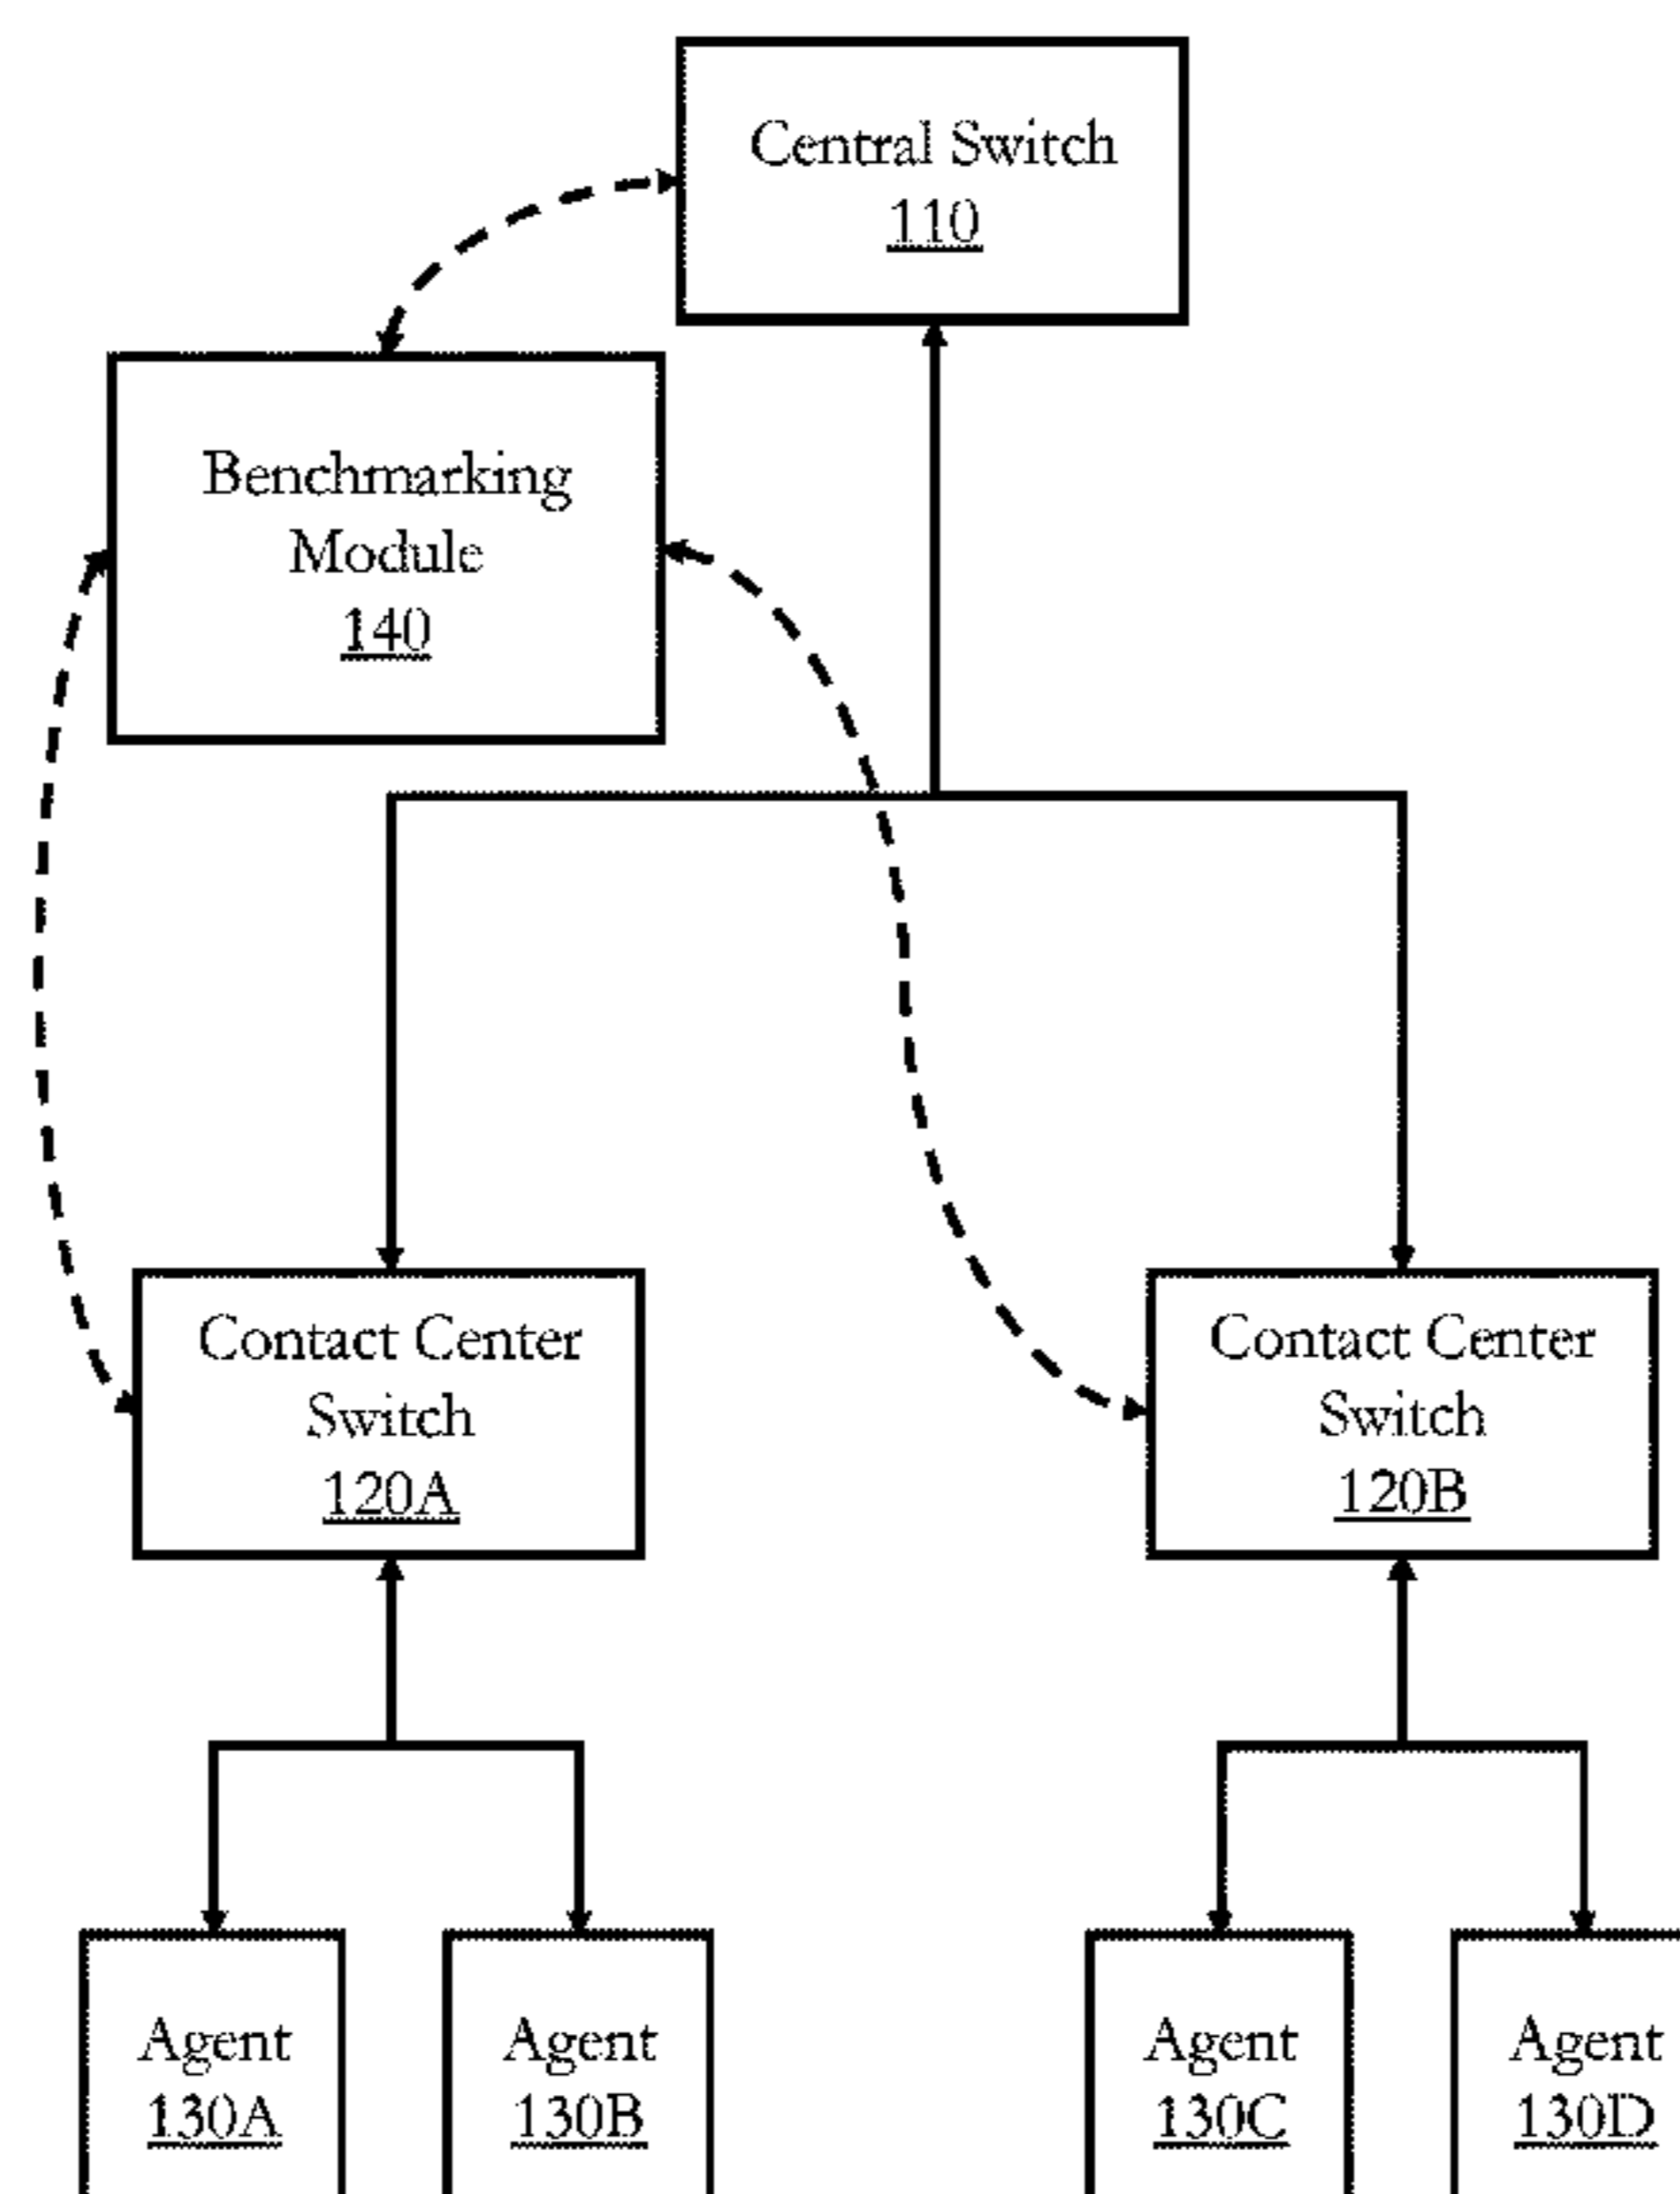 Central Switch
110
Benchmarking
Module
140
Contact Center
Switch
120A
Contact Center
Switch
120B
Agent
130A
Agent
130B
Agent
130C
Agent
130D